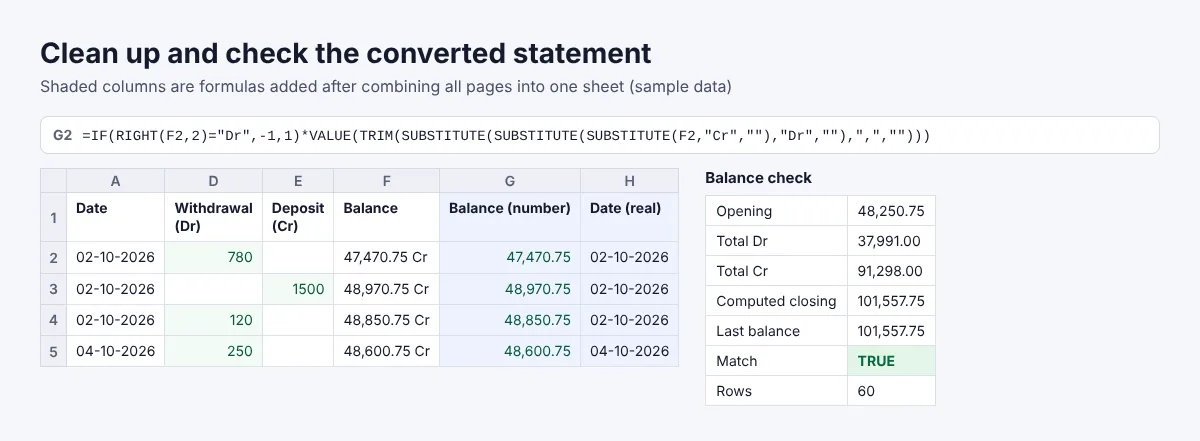 Clean up and check the converted statement
Shaded columns are formulas added after combining all pages into one sheet (sample data)
G2 =IF(RIGHT(F2,2)="Dr",-1,1)*VALUE(TRIM(SUBSTITUTE(SUBSTITUTE(SUBSTITUTE(F2,"Cr",""),"Dr",""),",","")))
A D E F G H
1 Date Withdrawal (Dr) Deposit (Cr) Balance Balance (number) Date (real)
2 02-10-2026 780 47,470.75 Cr 47,470.75 02-10-2026
3 02-10-2026 1500 48,970.75 Cr 48,970.75 02-10-2026
4 02-10-2026 120 48,850.75 Cr 48,850.75 02-10-2026
5 04-10-2026 250 48,600.75 Cr 48,600.75 04-10-2026
Balance check
Opening 48,250.75
Total Dr 37,991.00
Total Cr 91,298.00
Computed closing 101,557.75
Last balance 101,557.75
Match TRUE
Rows 60